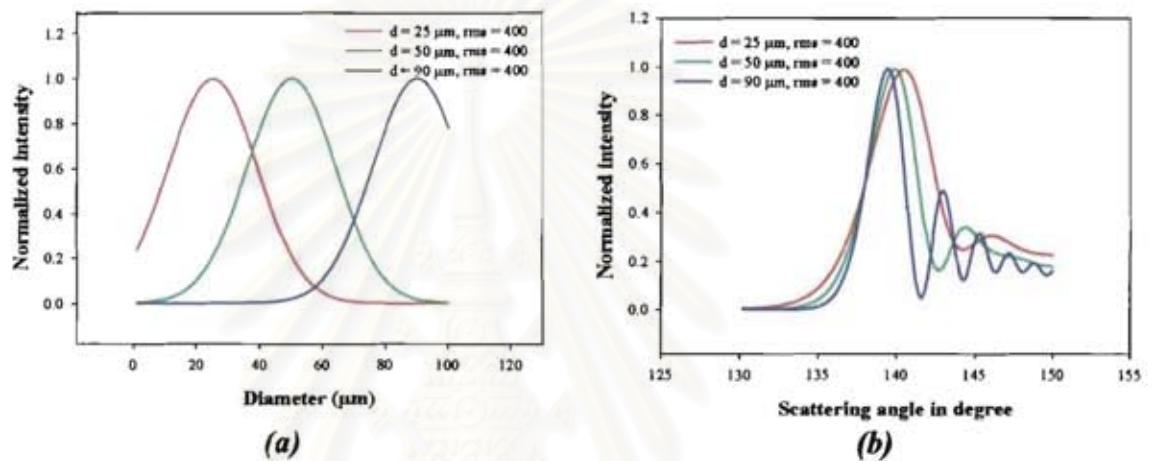 1.2
1.0
0.8
0.6
0.4
0.2
0.0
Normalized Intensity
d = 25 μm, rms = 400
d = 50 μm, rms = 400
d = 90 μm, rms = 400
0 20 40 60 80 100 120
Diameter (μm)
(a)
1.2
1.0
0.8
0.6
0.4
0.2
0.0
Normalized Intensity
d = 25 μm, rms = 400
d = 50 μm, rms = 400
d = 90 μm, rms = 400
125 130 135 140 145 150 155
Scattering angle in degree
(b)